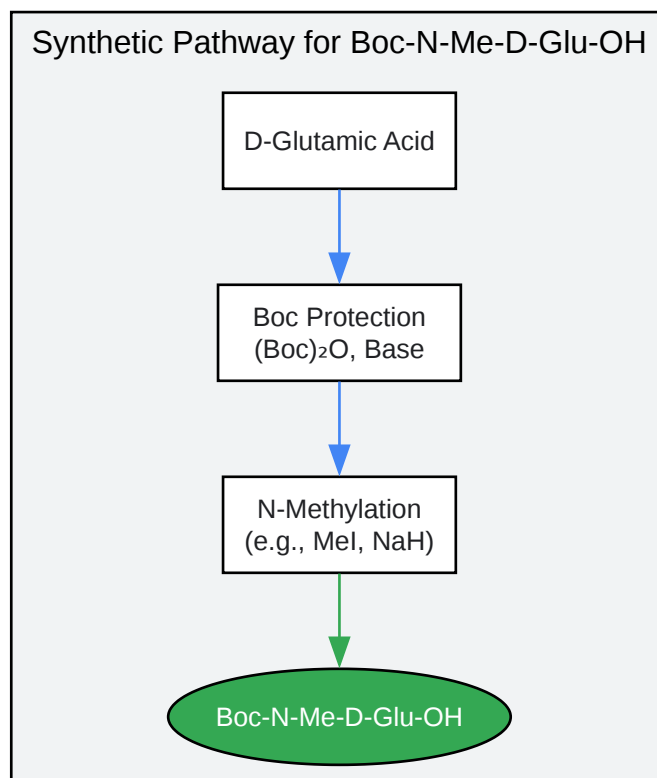 Synthetic Pathway for Boc-N-Me-D-Glu-OH
D-Glutamic Acid
Boc Protection
(Boc)₂O, Base
N-Methylation
(e.g., MeI, NaH)
Boc-N-Me-D-Glu-OH